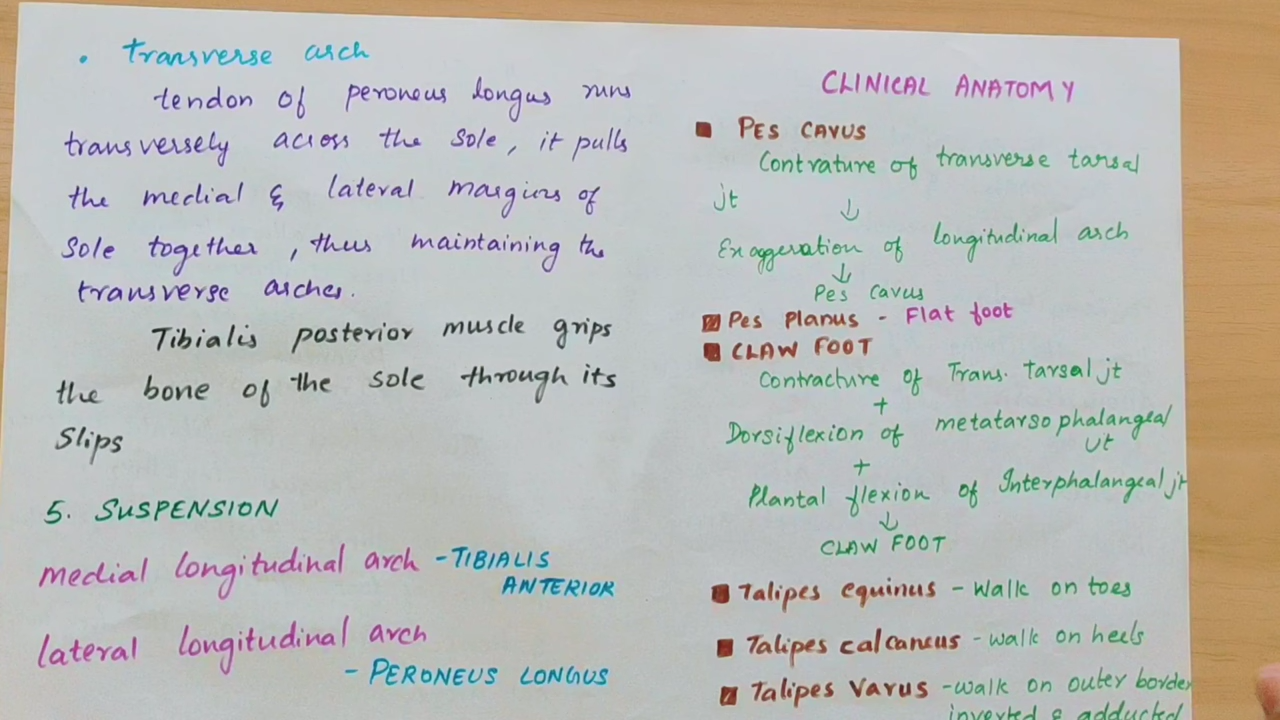 • Transverse arch
tendon of peroneus longus runs
transversely across the sole, it pulls
the medial & lateral margins of
sole together, thus maintaining the
transverse arches.
Tibialis posterior muscle grips
the bone of the sole through its
Slips
5. SUSPENSION
medial longitudinal arch - TIBIALIS
ANTERIOR
lateral longitudinal arch
- PERONEUS LONGUS
CLINICAL ANATOMY
PES CAVUS
Contrature of transverse tarsal
jt
↓
Exaggeration of longitudinal arch
↓
Pes cavus
Pes Planus - Flat foot
CLAW FOOT
Contracture of Trans. tarsal jt
+
Dorsiflexion of metatarso phalangeal
Jt
+
Plantal flexion of Interphalangeal jt
↓
CLAW FOOT
Talipes equinus - Walk on toes
Talipes calcaneus - walk on heels
Talipes Varus - walk on outer border
inverted & adducted